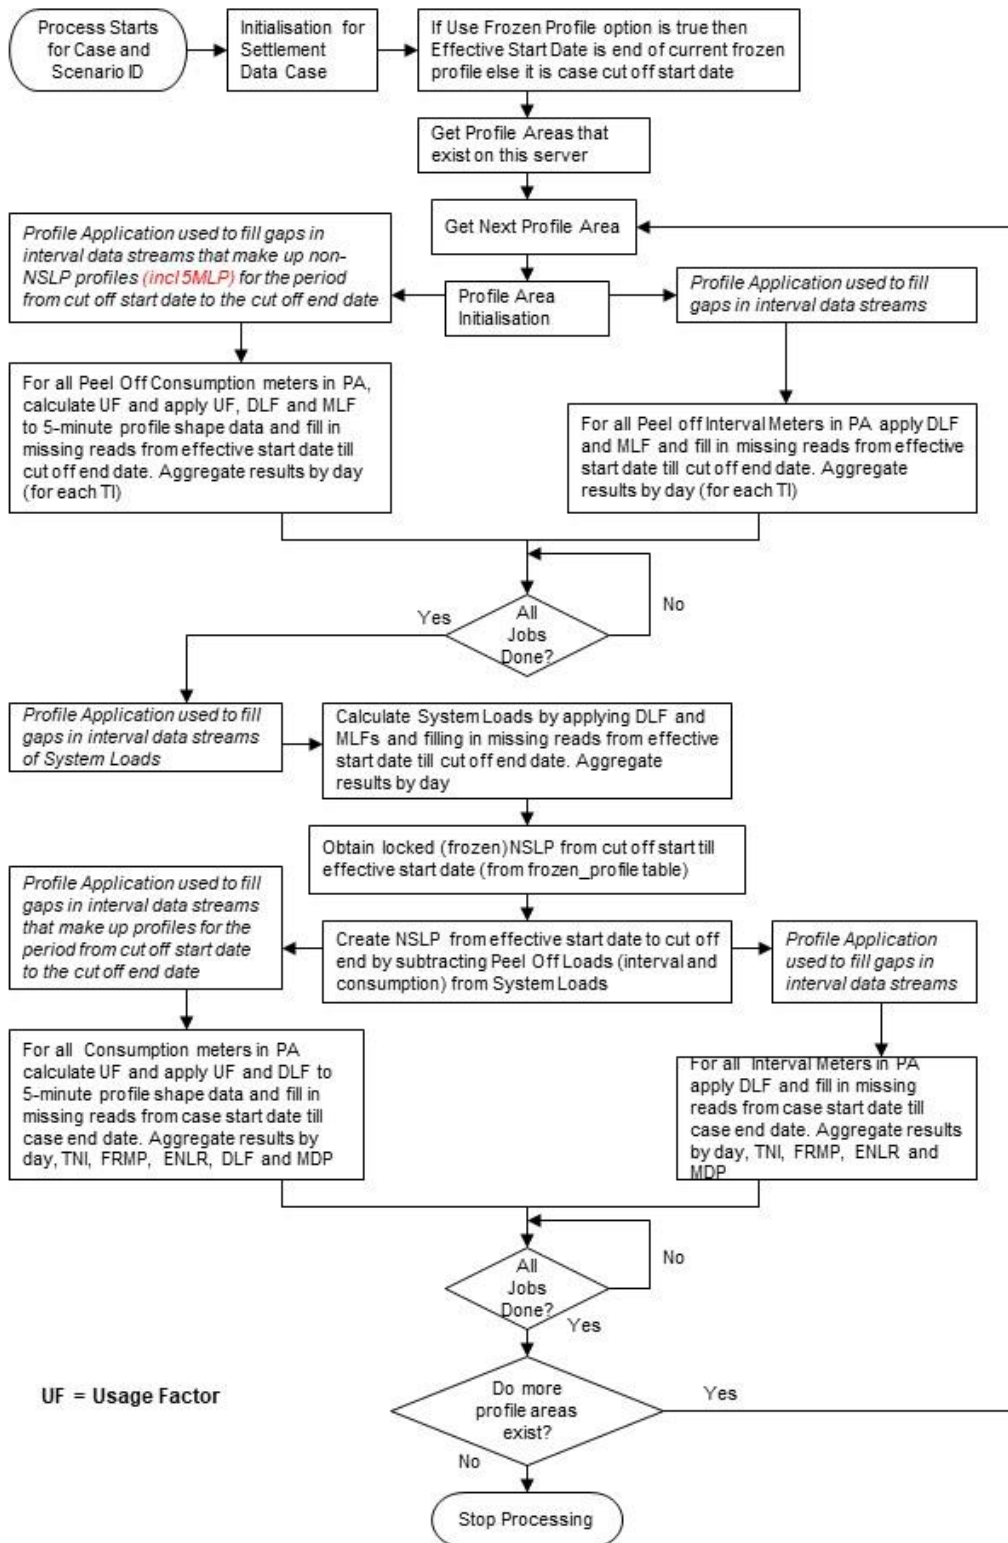 Process Starts
for Case and
Scenario ID
Initialisation for
Settlement
Data Case
If Use Frozen Profile option is true then
Effective Start Date is end of current frozen
profile else it is case cut off start date
Get Profile Areas that
exist on this server
Get Next Profile Area
Profile Application used to fill gaps in
interval data streams that make up non-
NSLP profiles (incl 5MLP) for the period
from cut off start date to the cut off end date
Profile Area
Initialisation
Profile Application used to fill
gaps in interval data streams
For all Peel Off Consumption meters in PA,
calculate UF and apply UF, DLF and MLF
to 5-minute profile shape data and fill in
missing reads from effective start date till
cut off end date. Aggregate results by day
(for each TI)
For all Peel off Interval Meters in PA apply DLF
and MLF and fill in missing reads from effective
start date till cut off end date. Aggregate
results by day (for each TI)
All
Jobs
Done?
No
Yes
Profile Application used to fill
gaps in interval data streams
of System Loads
Calculate System Loads by applying DLF and
MLFs and filling in missing reads from effective
start date till cut off end date. Aggregate
results by day
Obtain locked (frozen) NSLP from cut off start till
effective start date (from frozen_profile table)
Profile Application used to fill
gaps in interval data streams
that make up profiles for the
period from cut off start date
to the cut off end date
Create NSLP from effective start date to cut off
end by subtracting Peel Off Loads (interval and
consumption) from System Loads
Profile Application
used to fill gaps in
interval data streams
For all Consumption meters in PA
calculate UF and apply UF and DLF to
5-minute profile shape data and fill in
missing reads from case start date till
case end date. Aggregate results by
day, TNI, FRMP, ENLR, DLF and MDP
For all Interval Meters in PA
apply DLF and fill in missing
reads from case start date till
case end date. Aggregate results
by day, TNI, FRMP, ENLR and
MDP
All
Jobs
Done?
No
Yes
UF = Usage Factor
Do more
profile areas
exist?
Yes
No
Stop Processing